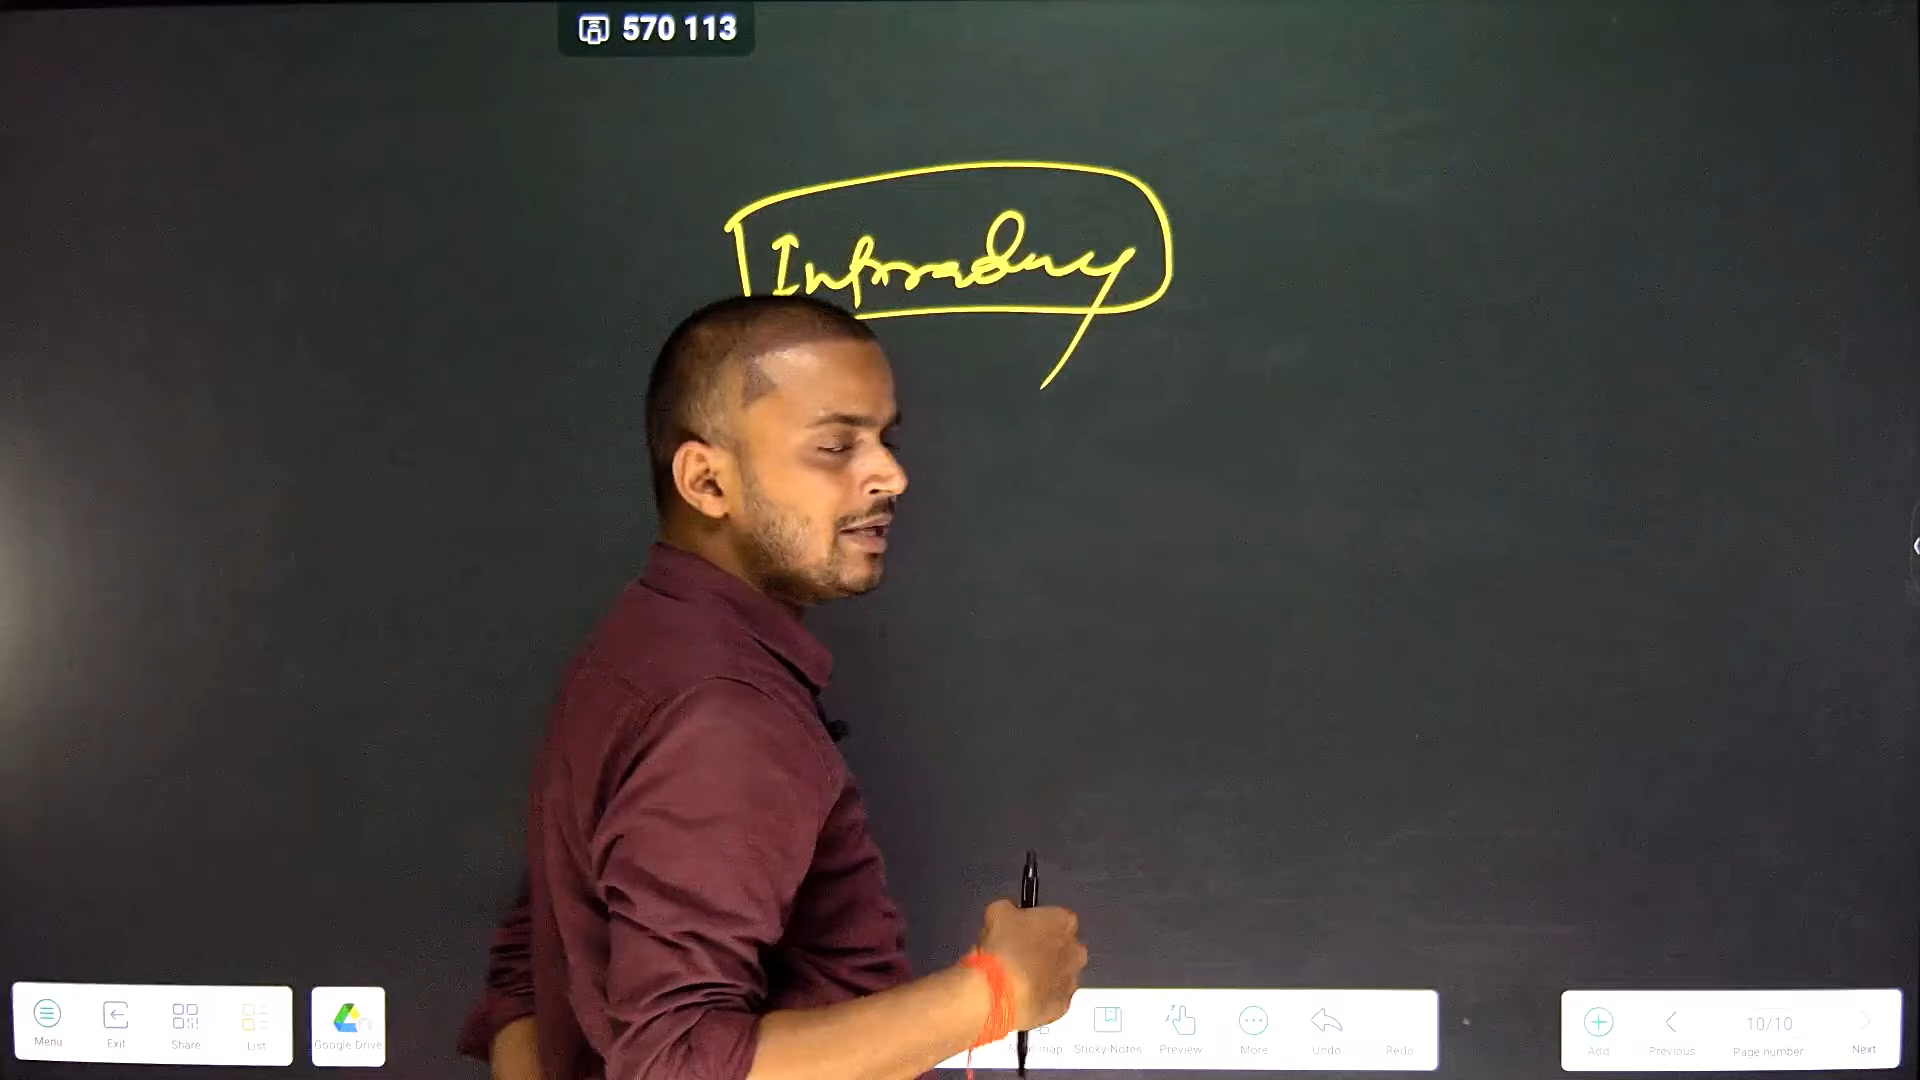 570 113
Intraday
Menu
Exit
Share
List
Google Drive
Sticky Notes
Preview
More
Undo
Redo
Add
Previous
10/10
Page number
Next